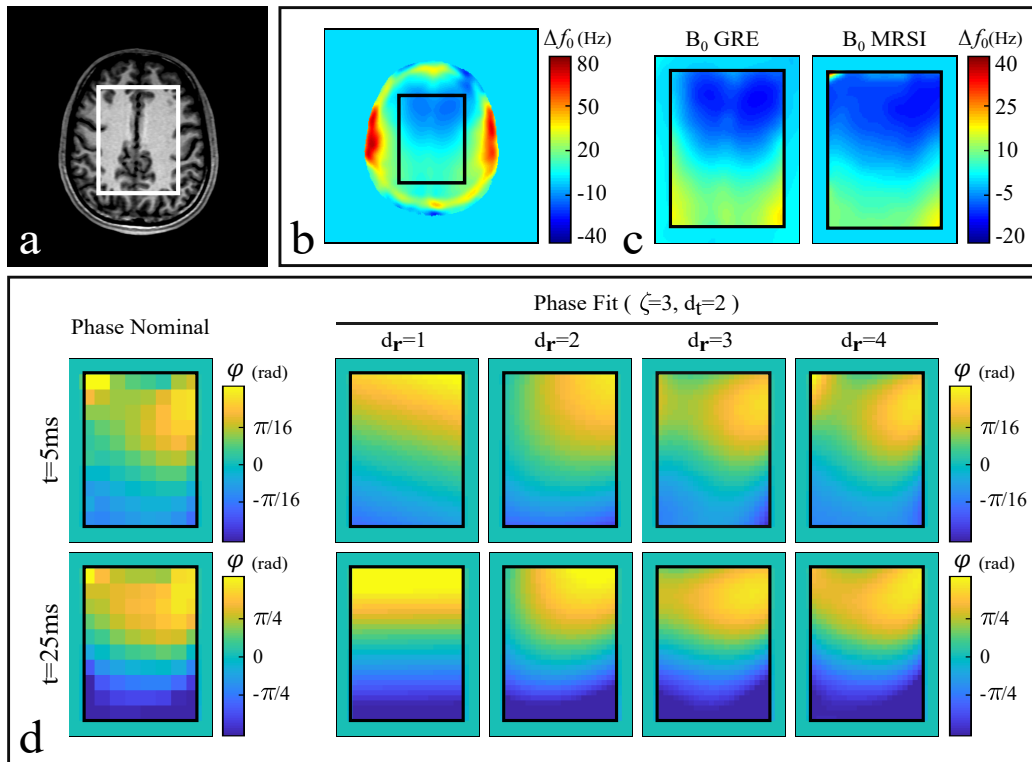 a
b
Δf₀ (Hz)
80
50
20
-10
-40
c
B₀ GRE
B₀ MRSI
Δf₀(Hz)
40
25
10
-5
-20
d
Phase Nominal
Phase Fit ( ζ=3, dₜ=2 )
d𝐫=1
d𝐫=2
d𝐫=3
d𝐫=4
t=5ms
φ (rad)
π/16
0
-π/16
φ (rad)
π/16
0
-π/16
t=25ms
φ (rad)
π/4
0
-π/4
φ (rad)
π/4
0
-π/4